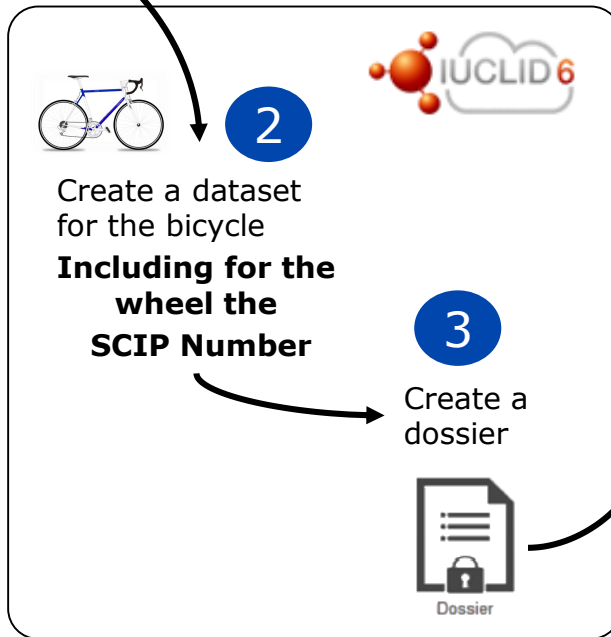 IUCLID 6
2
Create a dataset
for the bicycle
Including for the
wheel the
SCIP Number
3
Create a
dossier
Dossier